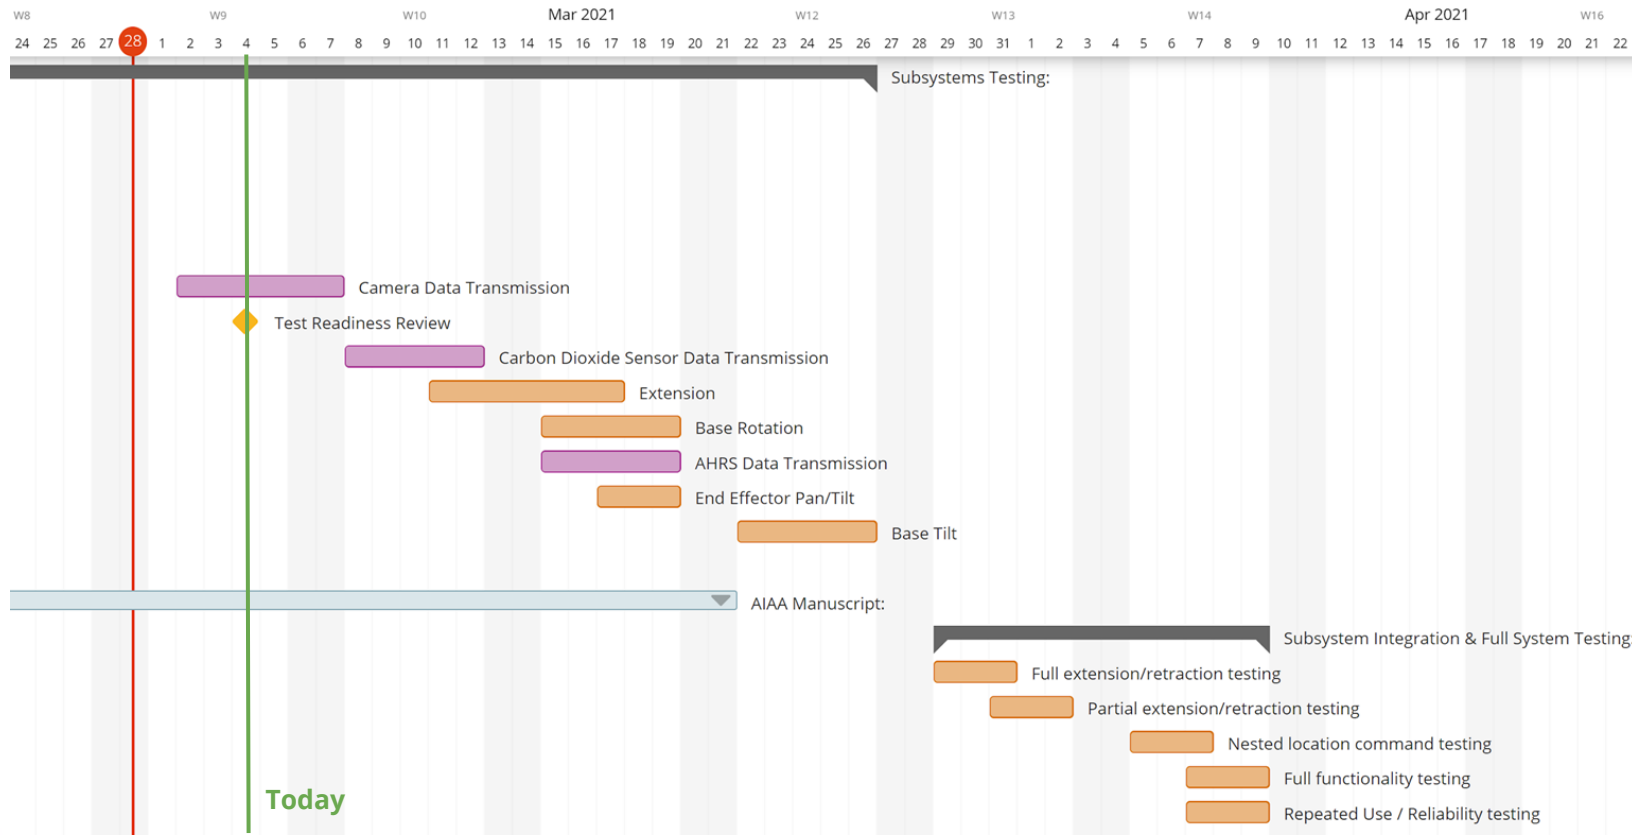 W8 W9 W10 Mar 2021 W12 W13 W14 Apr 2021 W16
24 25 26 27 28 1 2 3 4 5 6 7 8 9 10 11 12 13 14 15 16 17 18 19 20 21 22 23 24 25 26 27 28 29 30 31 1 2 3 4 5 6 7 8 9 10 11 12 13 14 15 16 17 18 19 20 21 22
Subsystems Testing:
Camera Data Transmission
Test Readiness Review
Carbon Dioxide Sensor Data Transmission
Extension
Base Rotation
AHRS Data Transmission
End Effector Pan/Tilt
Base Tilt
AIAA Manuscript:
Subsystem Integration & Full System Testing:
Full extension/retraction testing
Partial extension/retraction testing
Nested location command testing
Full functionality testing
Repeated Use / Reliability testing
Today